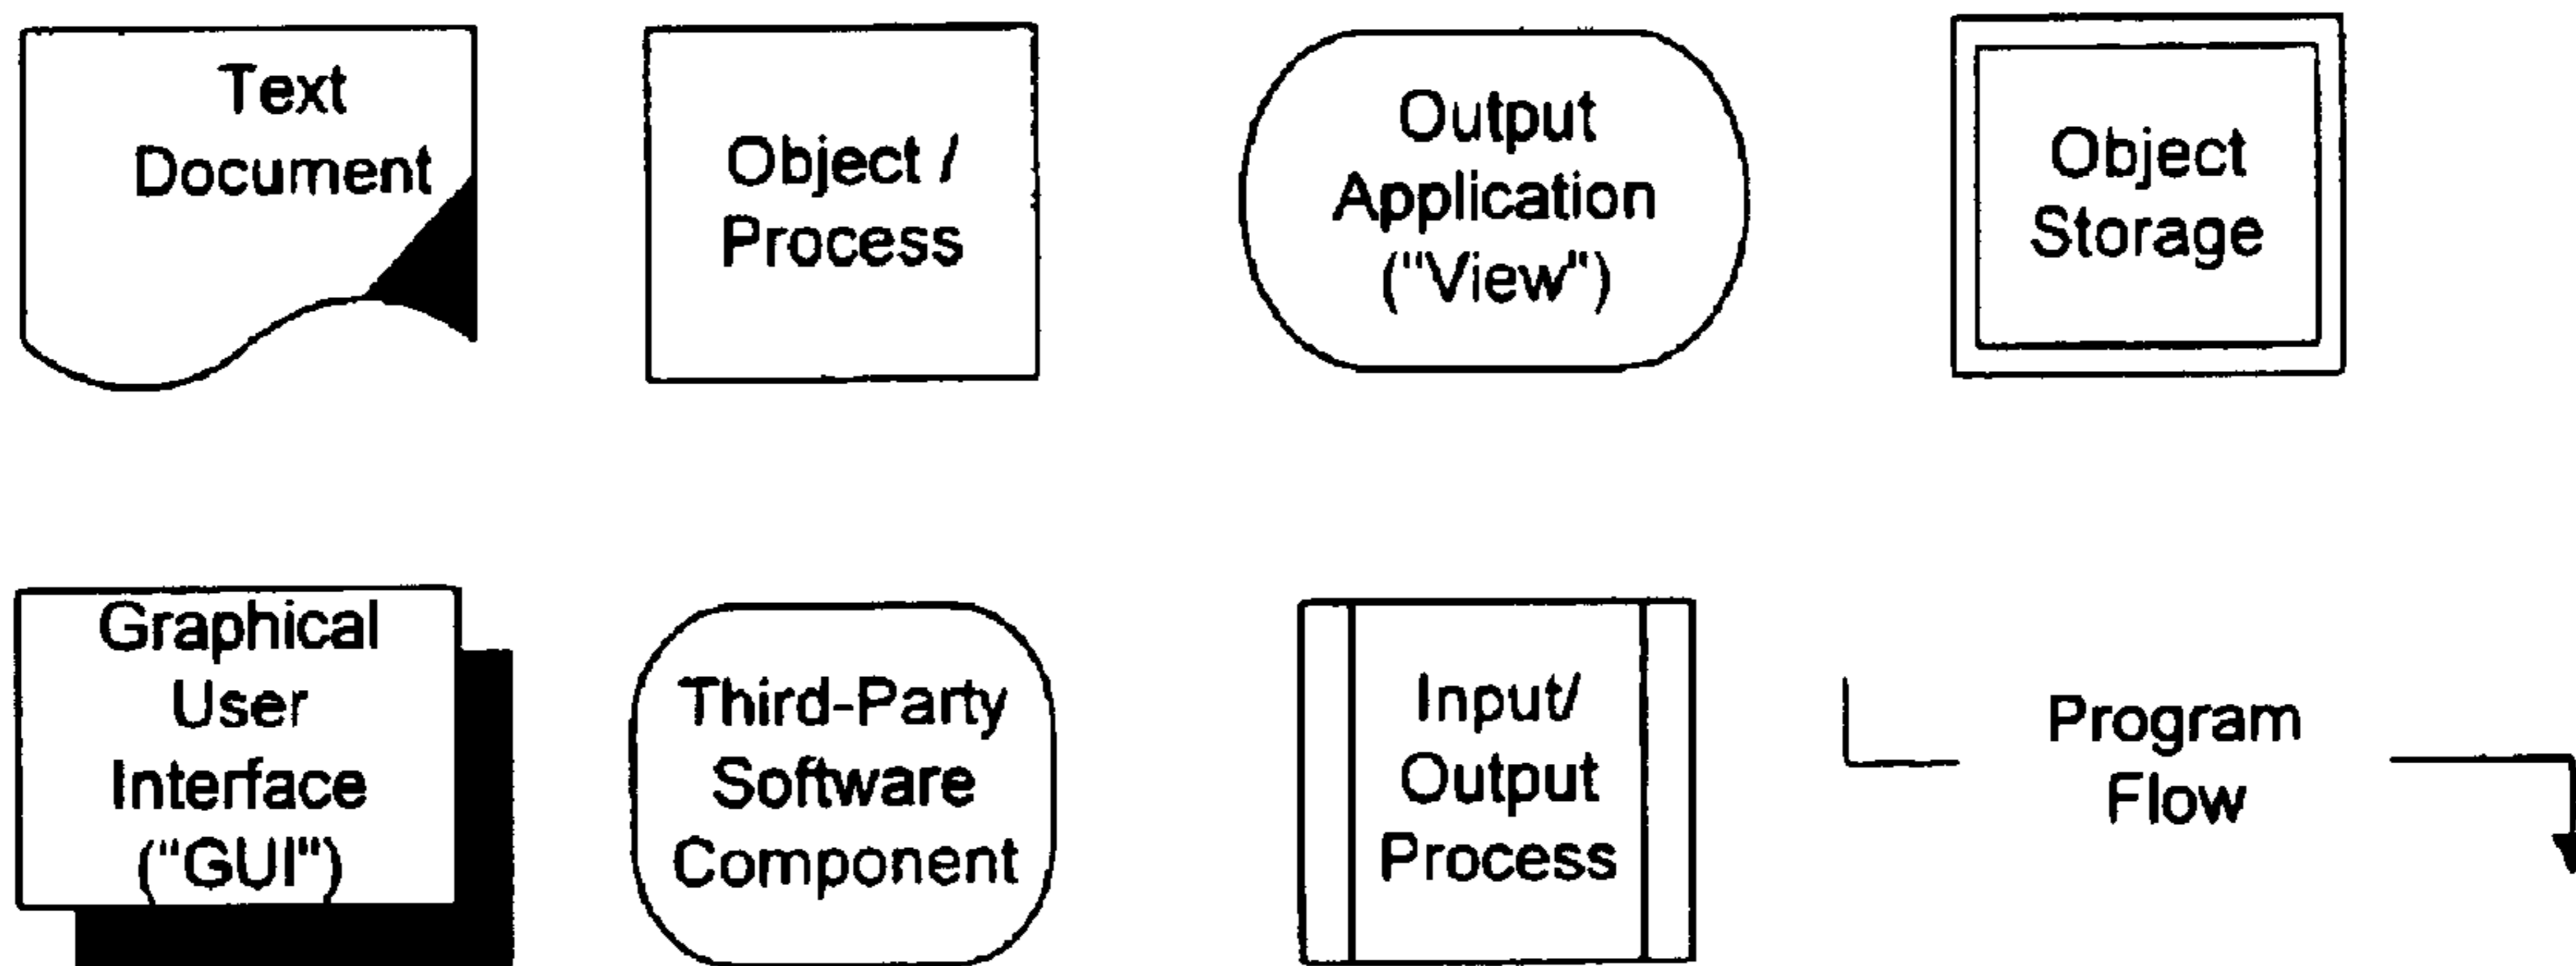 Text
Document
Object /
Process
Output
Application
("View")
Object
Storage
Graphical
User
Interface
("GUI")
Third-Party
Software
Component
Input/
Output
Process
Program
Flow